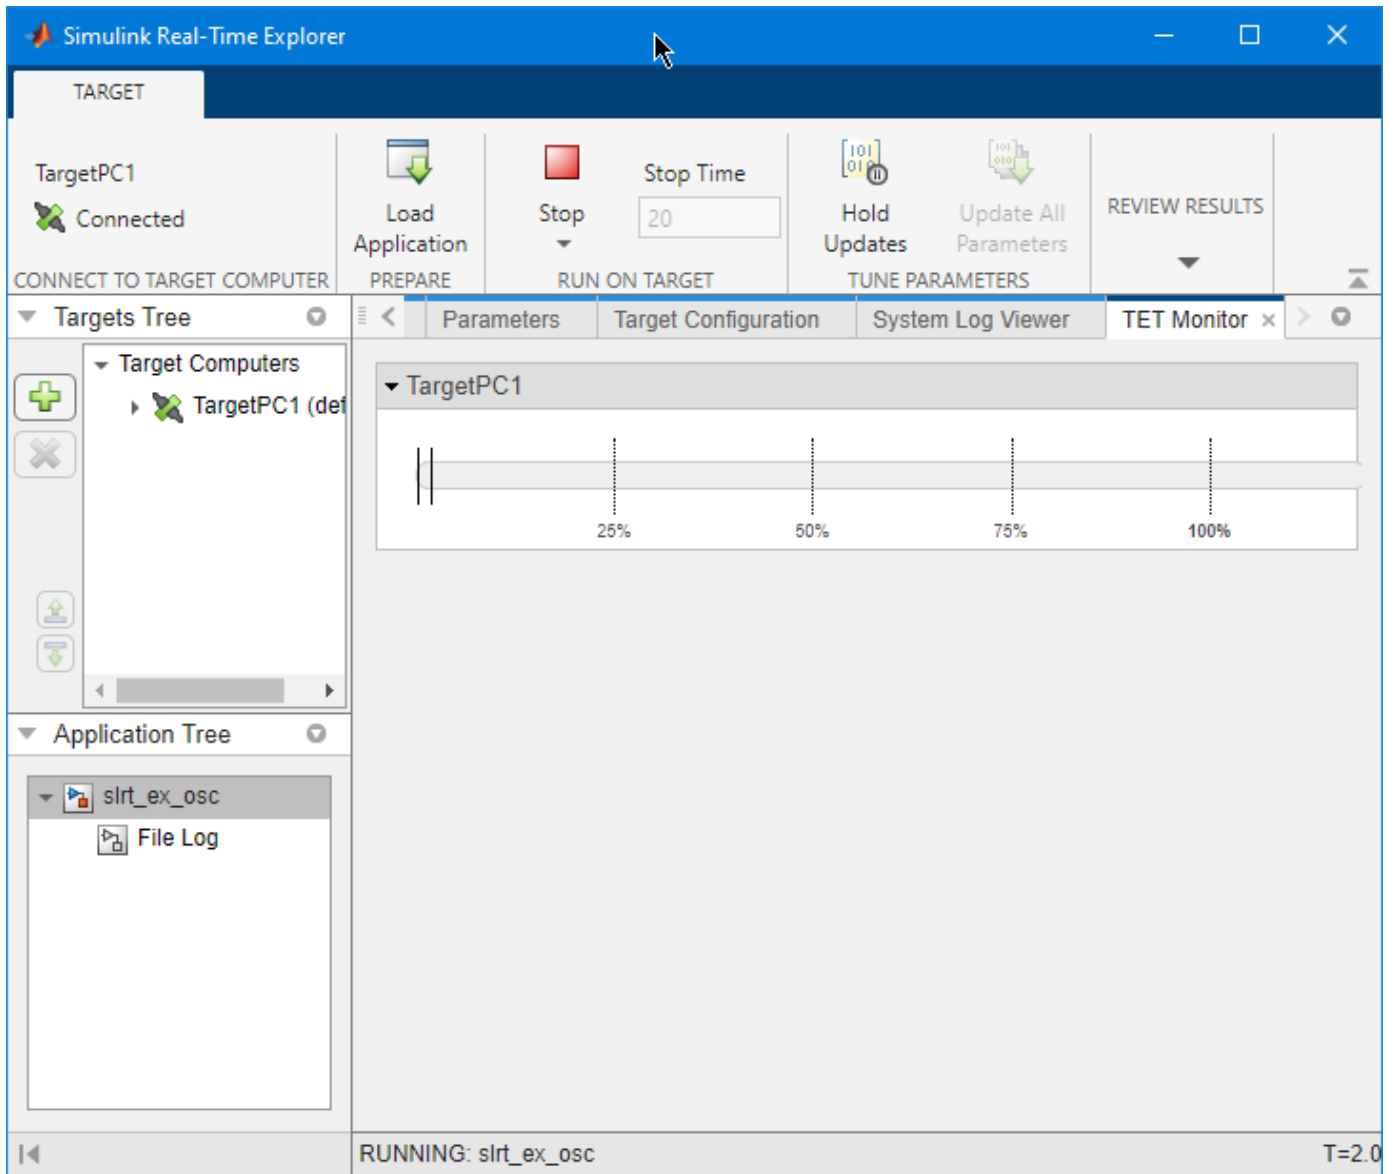 Simulink Real-Time Explorer
TARGET
TargetPC1
Connected
CONNECT TO TARGET COMPUTER
Load
Application
PREPARE
Stop
Stop Time
20
RUN ON TARGET
Hold
Updates
Update All
Parameters
TUNE PARAMETERS
REVIEW RESULTS
Targets Tree
Target Computers
TargetPC1 (def
Parameters
Target Configuration
System Log Viewer
TET Monitor
TargetPC1
25%
50%
75%
100%
Application Tree
slrt_ex_osc
File Log
RUNNING: slrt_ex_osc
T=2.0